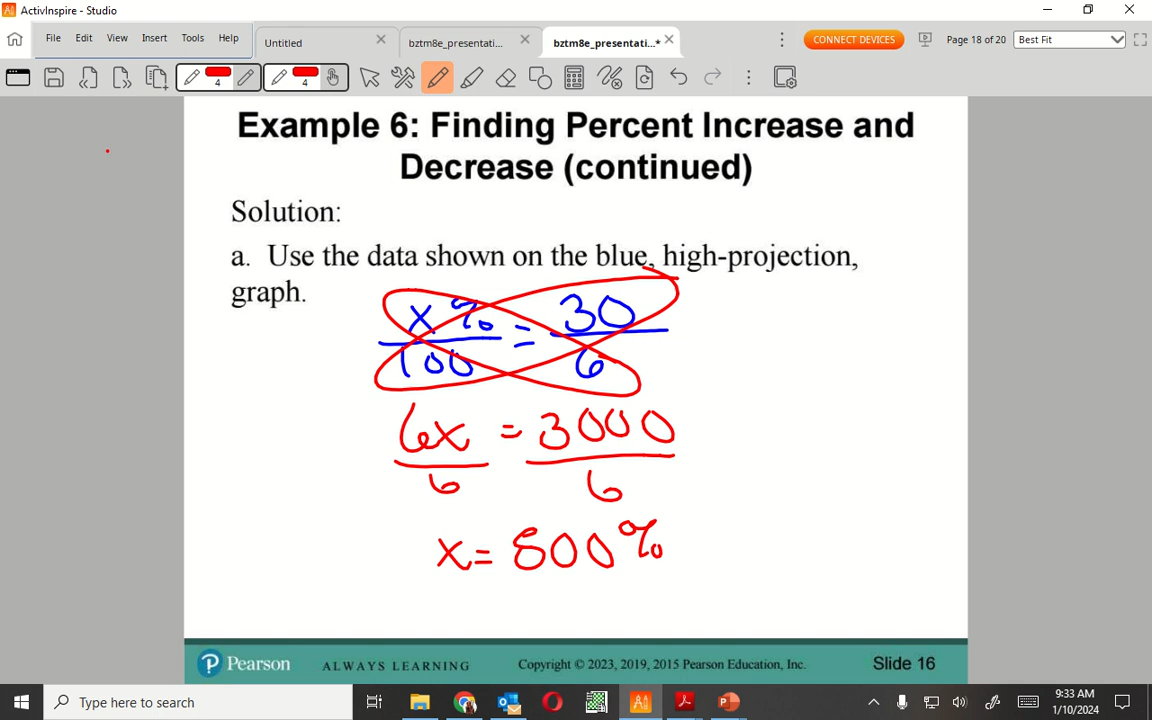 ActivInspire - Studio
File Edit View Insert Tools Help
Untitled
bztm8e_presentati...
bztm8e_presentati...*
CONNECT DEVICES
Page 18 of 20
Best Fit
4
4
Example 6: Finding Percent Increase and
Decrease (continued)
Solution:
a. Use the data shown on the blue, high-projection,
graph.
x% = 30
100 6
6x = 3000
6 6
x = 800%
Pearson
ALWAYS LEARNING
Copyright © 2023, 2019, 2015 Pearson Education, Inc.
Slide 16
Type here to search
9:33 AM
1/10/2024